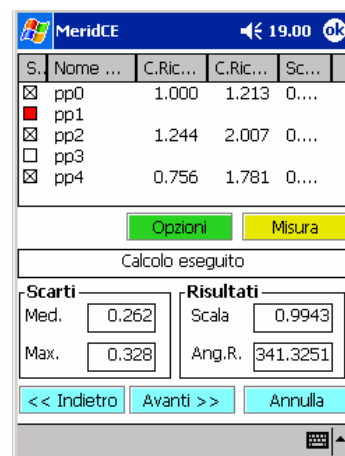 MeridCE 19.00 ok
S.. Nome ... C.Ric... C.Ric... Sc...
pp0 1.000 1.213 0....
pp1
pp2 1.244 2.007 0....
pp3
pp4 0.756 1.781 0....
Opzioni Misura
Calcolo eseguito
Scarti Risultati
Med. 0.262 Scala 0.9943
Max. 0.328 Ang.R. 341.3251
<< Indietro Avanti >> Annulla